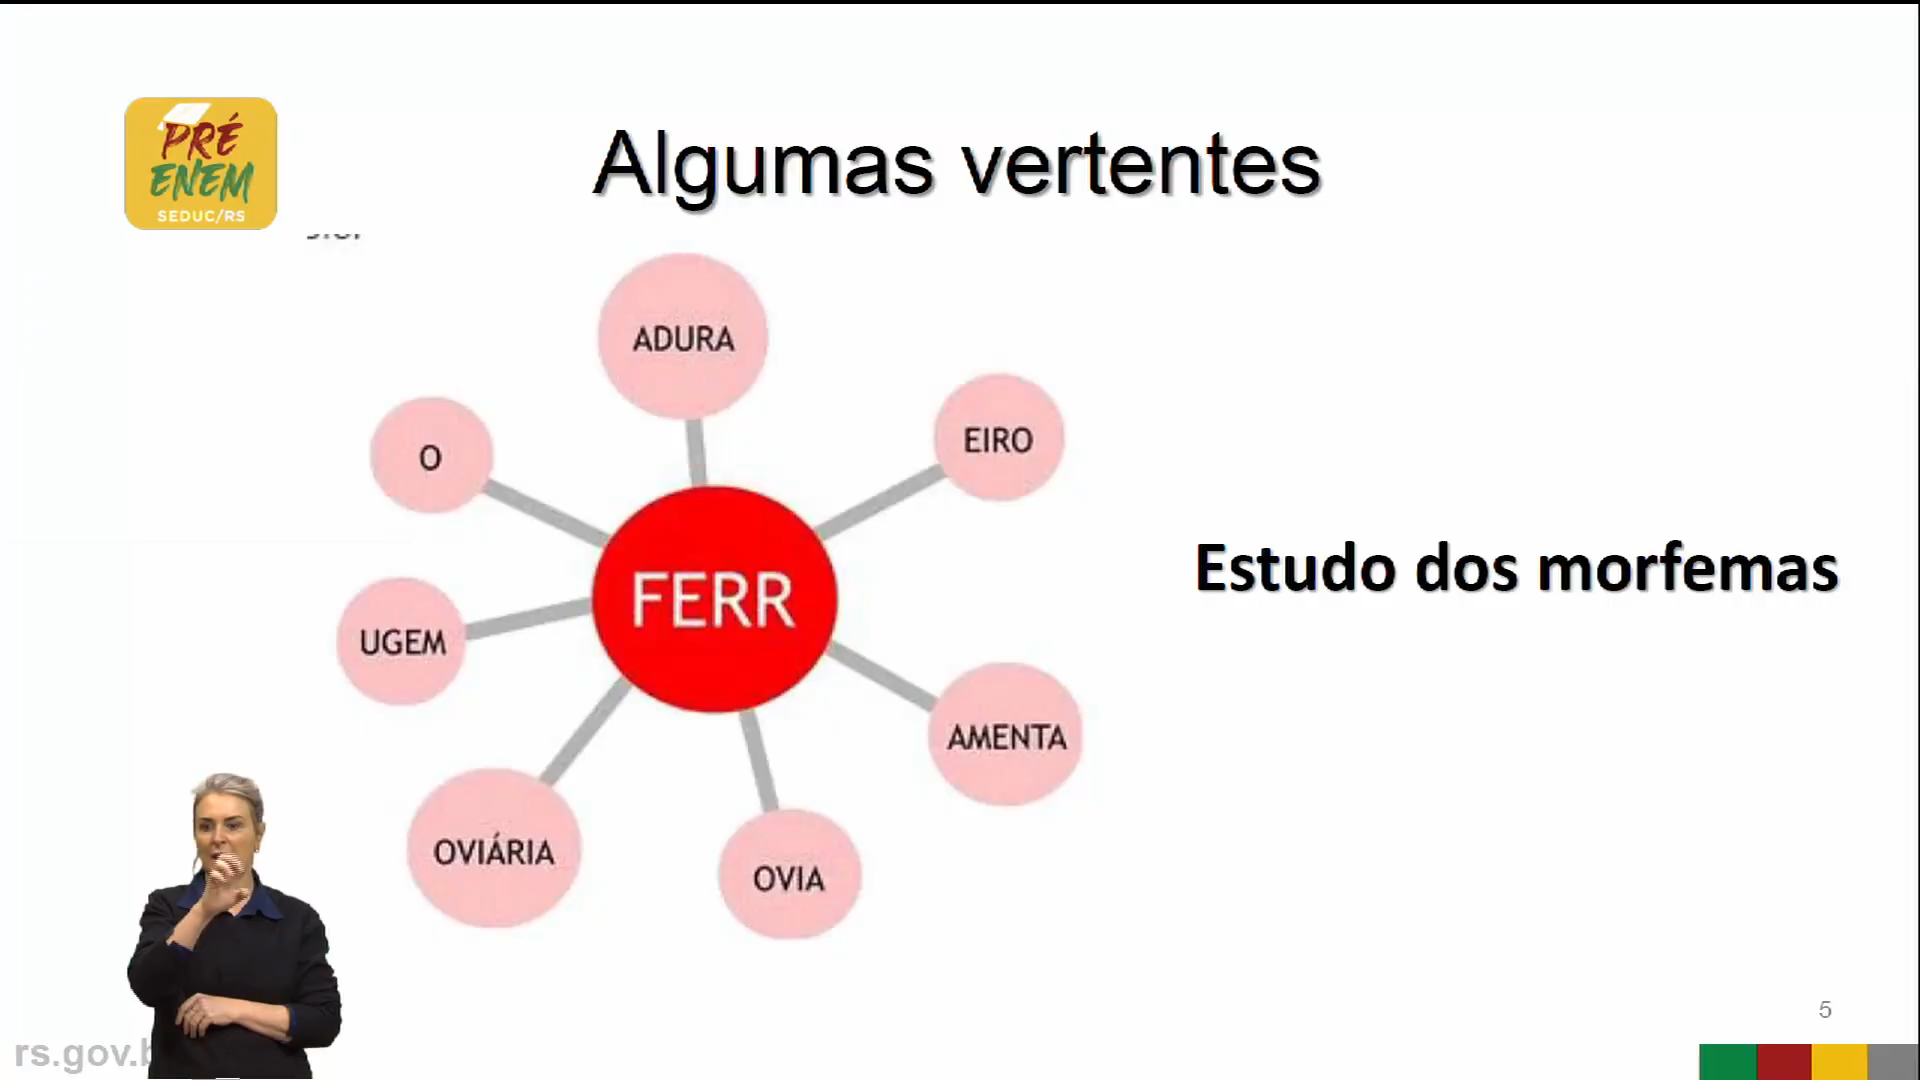 PRÉ
ENEM
SEDUC/RS
Algumas vertentes
ADURA
EIRO
O
FERR
Estudo dos morfemas
UGEM
AMENTA
OVIÁRIA
OVIA
5
rs.gov.b